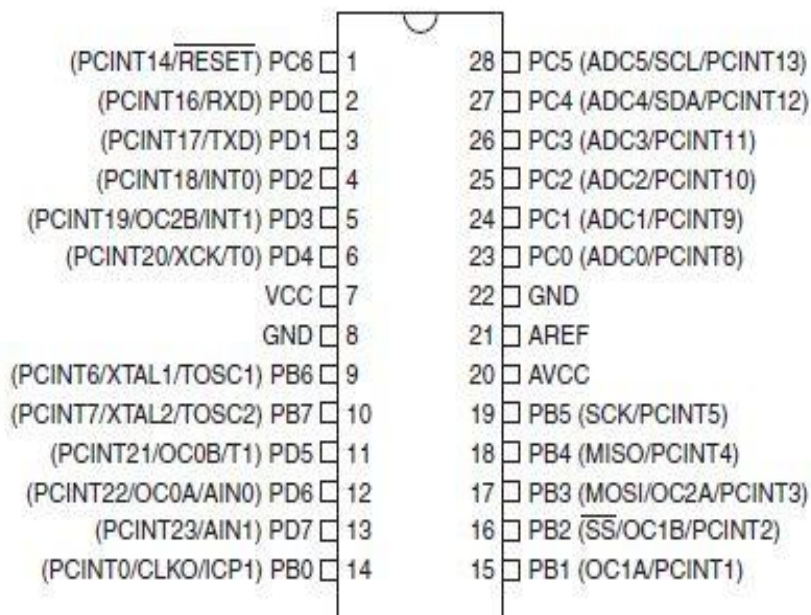 (PCINT14/RESET) PC6 1 28 PC5 (ADC5/SCL/PCINT13)
(PCINT16/RXD) PD0 2 27 PC4 (ADC4/SDA/PCINT12)
(PCINT17/TXD) PD1 3 26 PC3 (ADC3/PCINT11)
(PCINT18/INT0) PD2 4 25 PC2 (ADC2/PCINT10)
(PCINT19/OC2B/INT1) PD3 5 24 PC1 (ADC1/PCINT9)
(PCINT20/XCK/T0) PD4 6 23 PC0 (ADC0/PCINT8)
VCC 7 22 GND
GND 8 21 AREF
(PCINT6/XTAL1/TOSC1) PB6 9 20 AVCC
(PCINT7/XTAL2/TOSC2) PB7 10 19 PB5 (SCK/PCINT5)
(PCINT21/OC0B/T1) PD5 11 18 PB4 (MISO/PCINT4)
(PCINT22/OC0A/AIN0) PD6 12 17 PB3 (MOSI/OC2A/PCINT3)
(PCINT23/AIN1) PD7 13 16 PB2 (SS/OC1B/PCINT2)
(PCINT0/CLKO/ICP1) PB0 14 15 PB1 (OC1A/PCINT1)